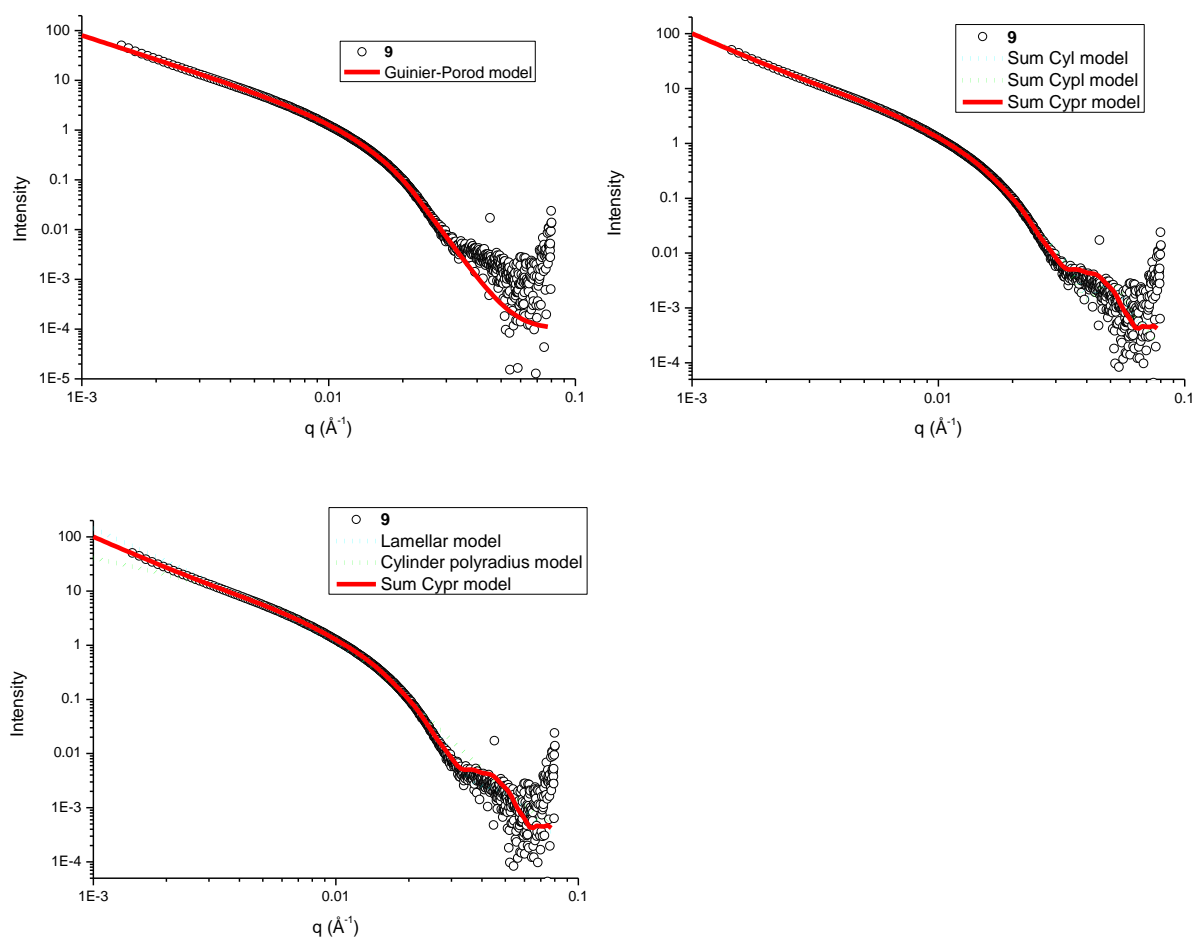 9
Guinier-Porod model
100
10
1
0.1
0.01
1E-3
1E-4
1E-5
Intensity
1E-3
0.01
0.1
q (Å-1)
9
Sum Cyl model
Sum Cypl model
Sum Cypr model
100
10
1
0.1
0.01
1E-3
1E-4
Intensity
1E-3
0.01
0.1
q (Å-1)
9
Lamellar model
Cylinder polyradius model
Sum Cypr model
100
10
1
0.1
0.01
1E-3
1E-4
Intensity
1E-3
0.01
0.1
q (Å-1)